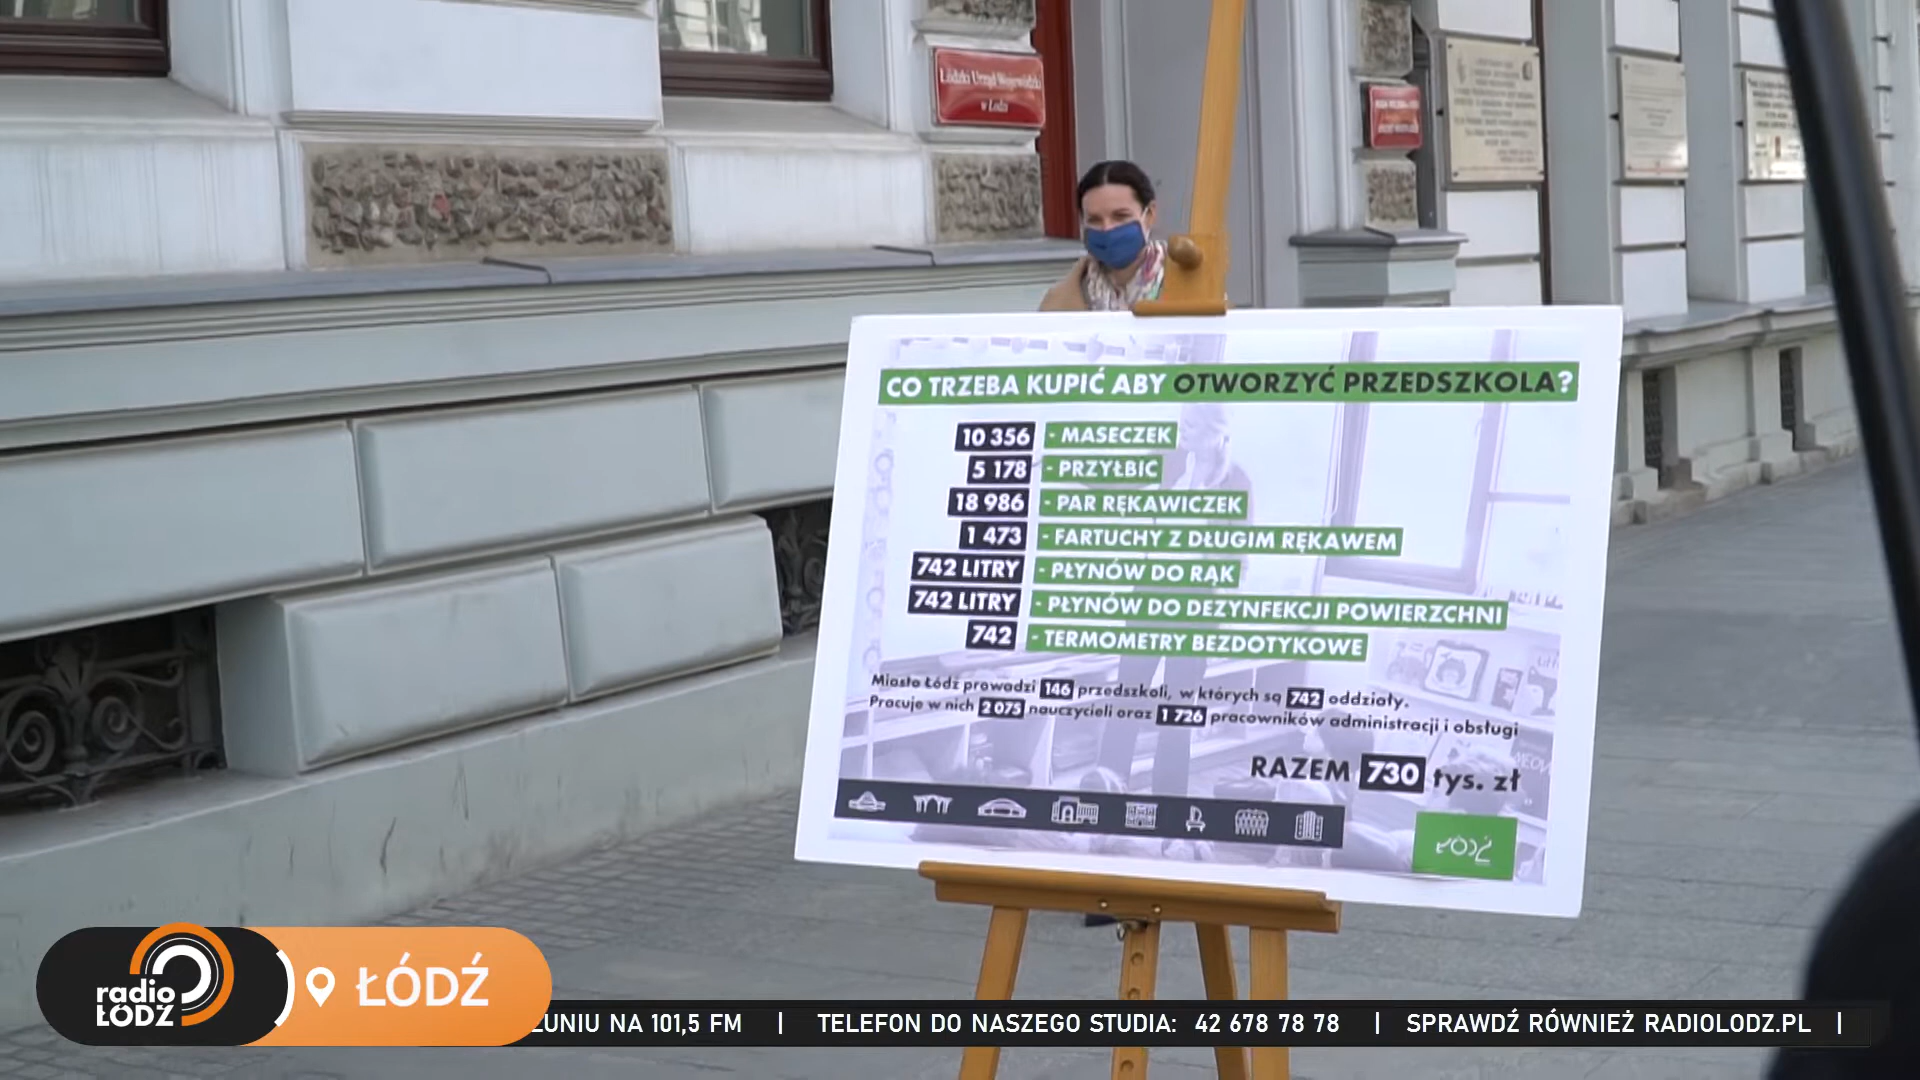 Łódzki Urząd Wojewódzki
w Łodzi
CO TRZEBA KUPIĆ ABY OTWORZYĆ PRZEDSZKOLA?
10 356 - MASECZEK
5 178 - PRZYŁBIC
18 986 - PAR RĘKAWICZEK
1 473 - FARTUCHY Z DŁUGIM RĘKAWEM
742 LITRY - PŁYNÓW DO RĄK
742 LITRY - PŁYNÓW DO DEZYNFEKCJI POWIERZCHNI
742 - TERMOMETRY BEZDOTYKOWE
Miasto Łódź prowadzi 146 przedszkoli, w których są 742 oddziały.
Pracuje w nich 2 075 nauczycieli oraz 1 726 pracowników administracji i obsługi
RAZEM 730 tys. zł
ŁÓDŹ
radio
ŁÓDŹ
ŁÓDŹ
NA 101,5 FM | TELEFON DO NASZEGO STUDIA: 42 678 78 78 | SPRAWDŹ RÓWNIEŻ RADIOLODZ.PL |